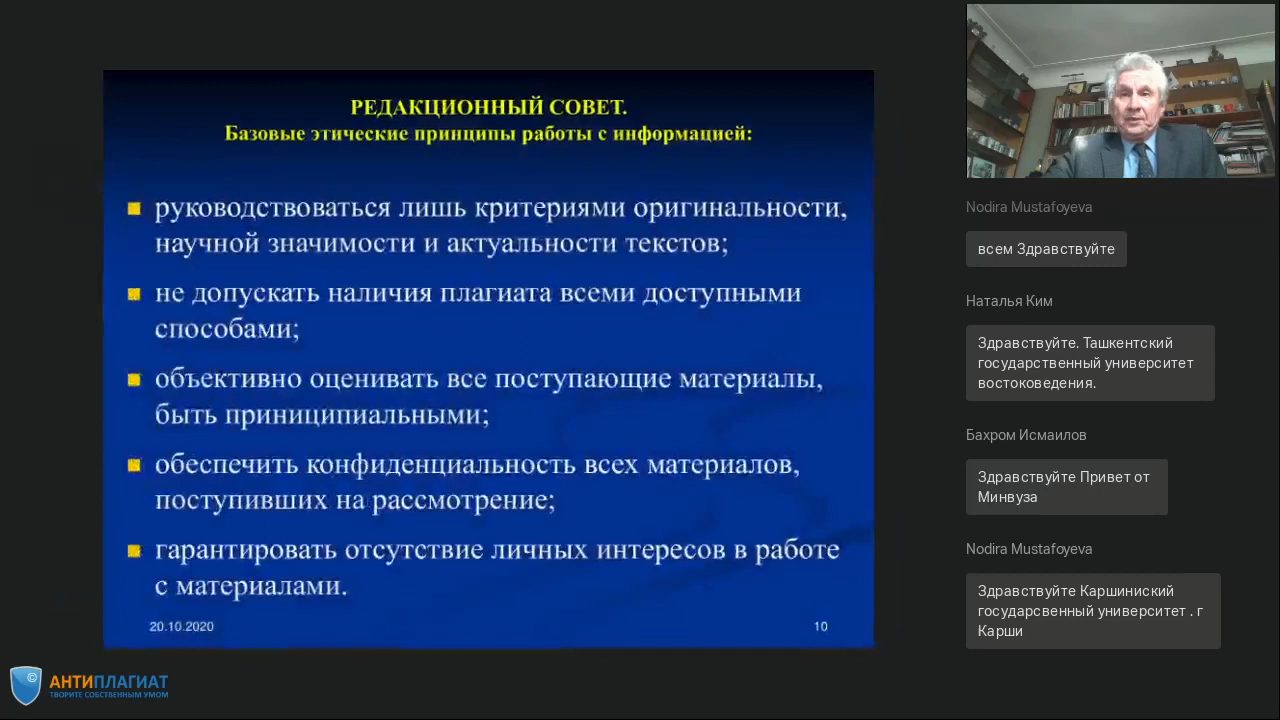 РЕДАКЦИОННЫЙ СОВЕТ.
Базовые этические принципы работы с информацией:
руководствоваться лишь критериями оригинальности,
научной значимости и актуальности текстов;
не допускать наличия плагиата всеми доступными
способами;
объективно оценивать все поступающие материалы,
быть приниципиальными;
обеспечить конфиденциальность всех материалов,
поступивших на рассмотрение;
гарантировать отсутствие личных интересов в работе
с материалами.
20.10.2020
10
АНТИПЛАГИАТ
ТВОРИТЕ СОБСТВЕННЫМ УМОМ
Nodira Mustafoyeva
всем Здравствуйте
Наталья Ким
Здравствуйте. Ташкентский
государственный университет
востоковедения.
Бахром Исмаилов
Здравствуйте Привет от
Минвуза
Nodira Mustafoyeva
Здравствуйте Каршиниский
государсвенный университет . г
Карши